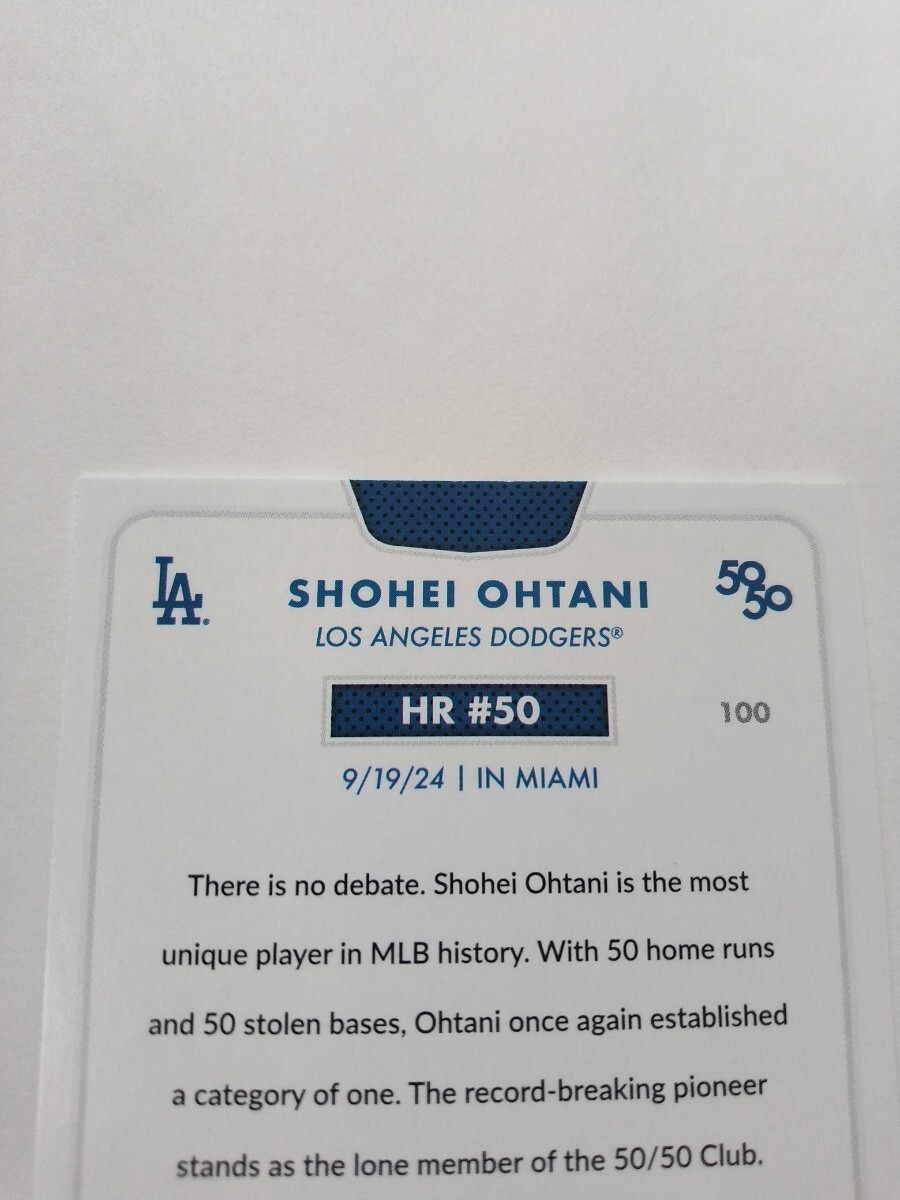 LA
SHOHEI OHTANI
50
50
LOS ANGELES DODGERS®
HR #50
100
9/19/24 | IN MIAMI
There is no debate. Shohei Ohtani is the most
unique player in MLB history. With 50 home runs
and 50 stolen bases, Ohtani once again established
a category of one. The record-breaking pioneer
stands as the lone member of the 50/50 Club.